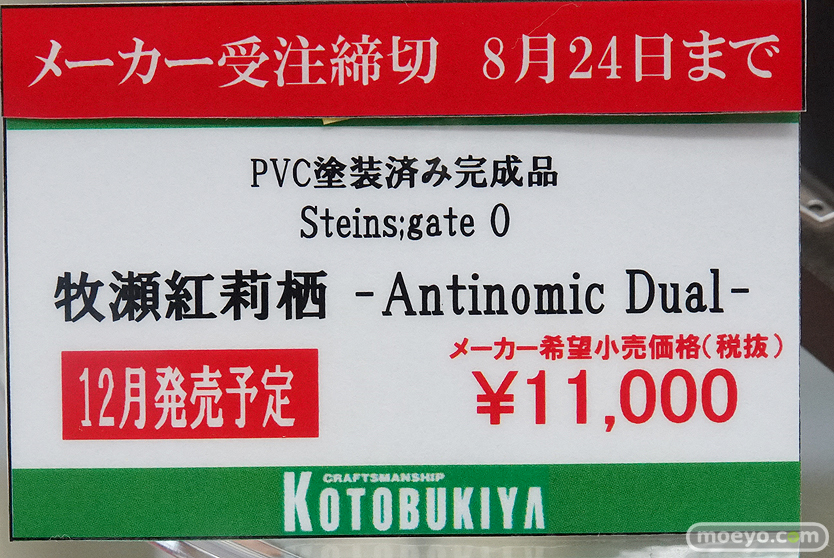 メーカー受注締切 8月24日まで
PVC塗装済み完成品
Steins;gate 0
牧瀬紅莉栖 -Antinomic Dual-
メーカー希望小売価格(税抜)
12月発売予定
¥11,000
CRAFTSMANSHIP
KOTOBUKIYA
moeyo.com